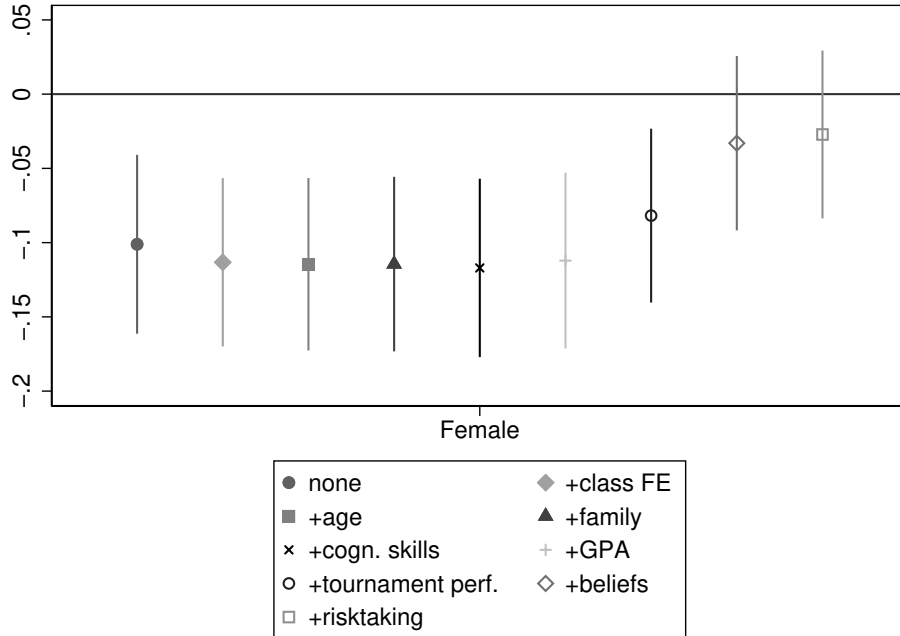 .05
0
-.05
-.1
-.15
-.2
Female
none
+class FE
+age
+family
+cogn. skills
+GPA
+tournament perf.
+beliefs
+risktaking